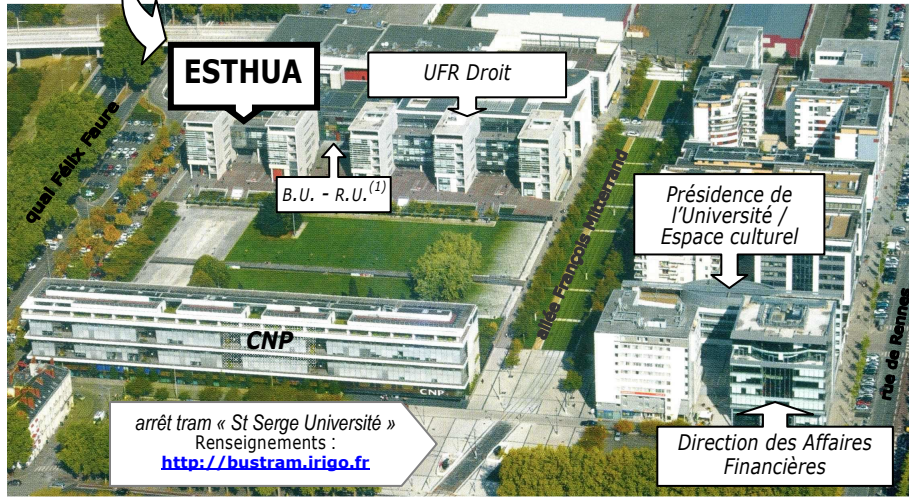 ESTHUA
UFR Droit
quai Félix Faure
B.U. - R.U.(1)
allée François Mitterrand
Présidence de
l'Université /
Espace culturel
CNP
CNP
rue de Rennes
arrêt tram « St Serge Université »
Renseignements :
http://bustram.irigo.fr
Direction des Affaires
Financières